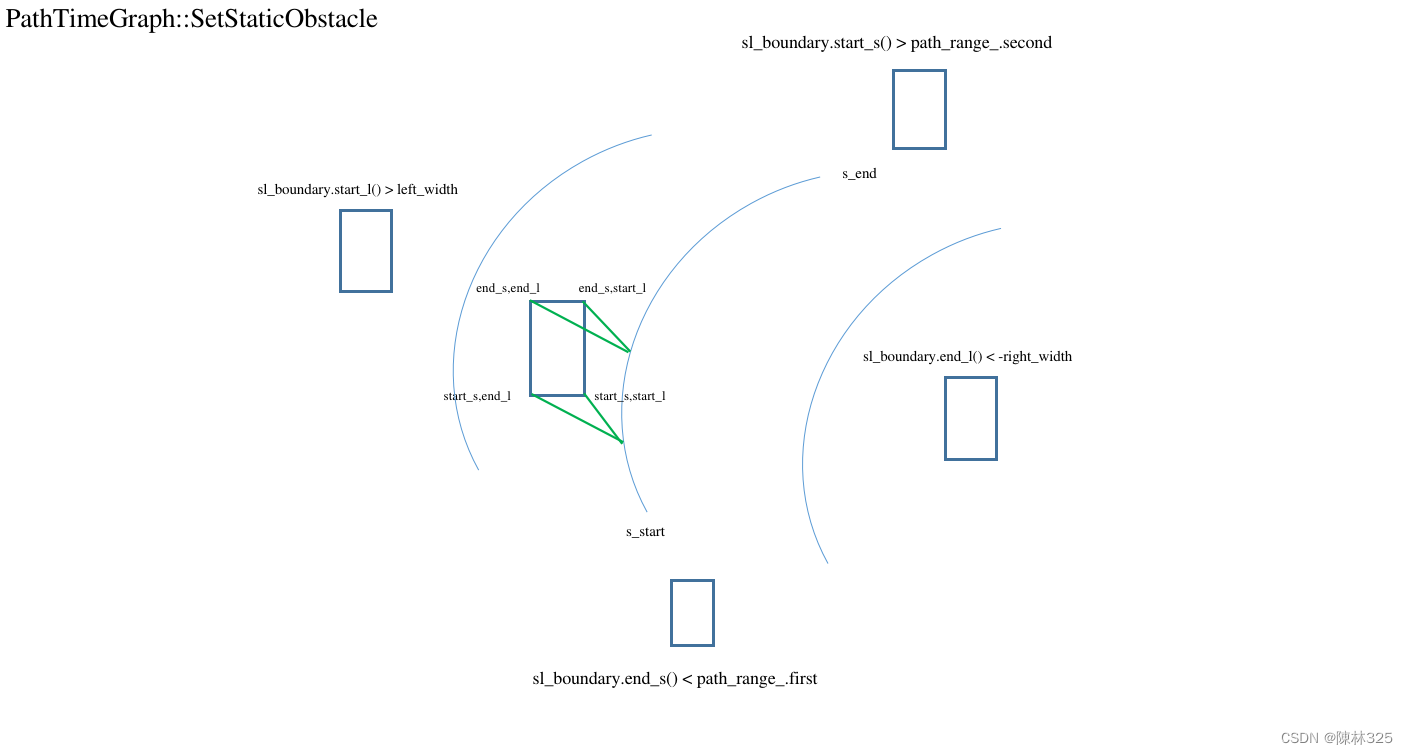 PathTimeGraph::SetStaticObstacle
sl_boundary.start_s() > path_range_.second
s_end
sl_boundary.start_l() > left_width
end_s,end_l
end_s,start_l
sl_boundary.end_l() < -right_width
start_s,end_l
start_s,start_l
s_start
sl_boundary.end_s() < path_range_.first
CSDN @陳林325